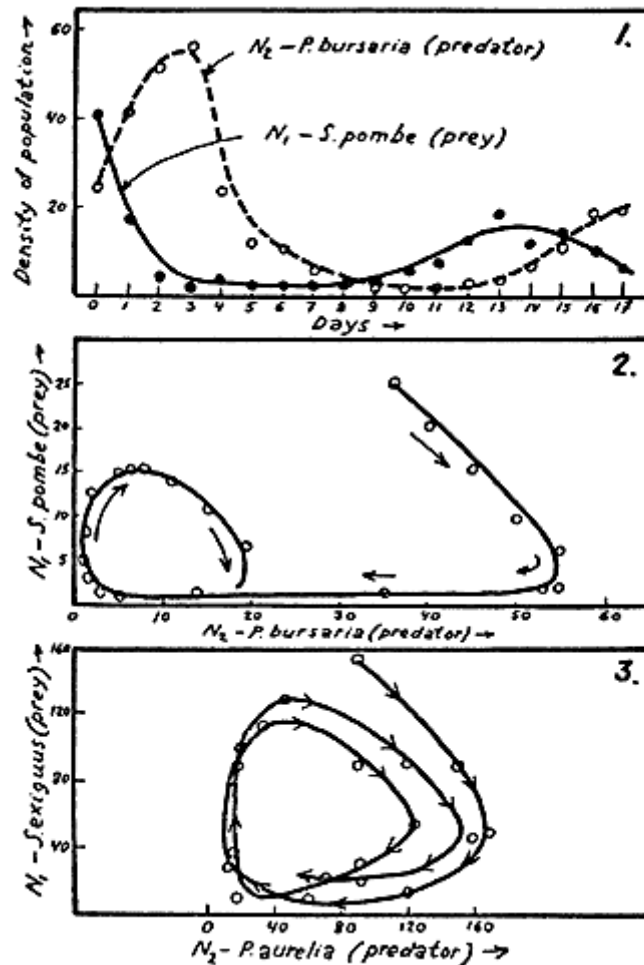 1.
60
40
20
Density of population →
N₂ – P. bursaria (predator)
N₁ – S. pombe (prey)
0 1 2 3 4 5 6 7 8 9 10 11 12 13 14 15 16 17
Days →
2.
25
20
15
10
5
N₁ – S. pombe (prey) →
0 10 20 30 40 50 60
N₂ – P. bursaria (predator) →
3.
160
120
80
40
N₁ – S. exiguus (prey) →
0 40 80 120 160
N₂ – P. aurelia (predator) →